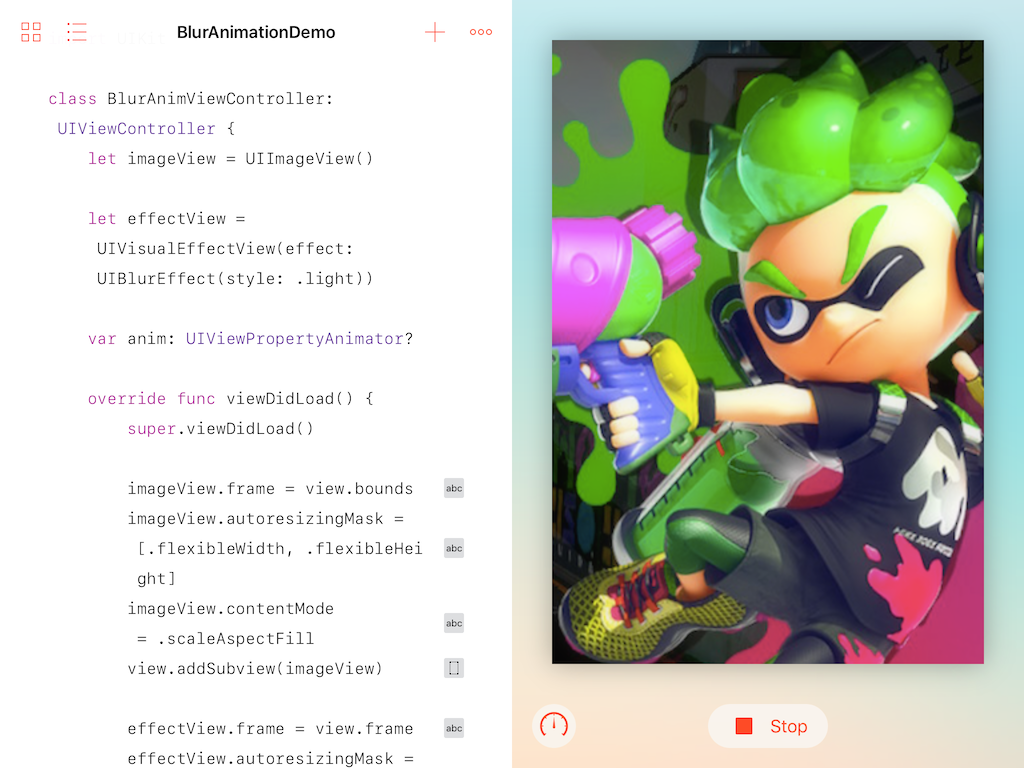 BlurAnimationDemo
class BlurAnimViewController:
UIViewController {
let imageView = UIImageView()
let effectView =
UIVisualEffectView(effect:
UIBlurEffect(style: .light))
var anim: UIViewPropertyAnimator?
override func viewDidLoad() {
super.viewDidLoad()
imageView.frame = view.bounds
abc
imageView.autoresizingMask =
[.flexibleWidth, .flexibleHei
abc
ght]
imageView.contentMode
abc
= .scaleAspectFill
view.addSubview(imageView)
[]
effectView.frame = view.frame
abc
effectView.autoresizingMask =
Stop